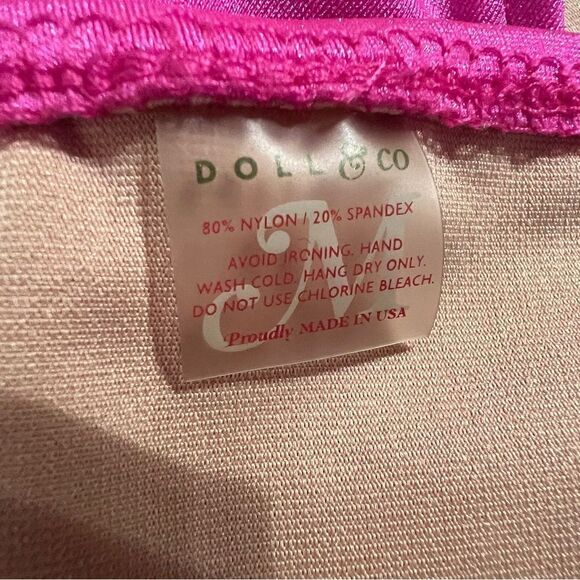 DOLL & CO
80% NYLON / 20% SPANDEX
M
AVOID IRONING. HAND
WASH COLD. HANG DRY ONLY.
DO NOT USE CHLORINE BLEACH.
Proudly MADE IN USA